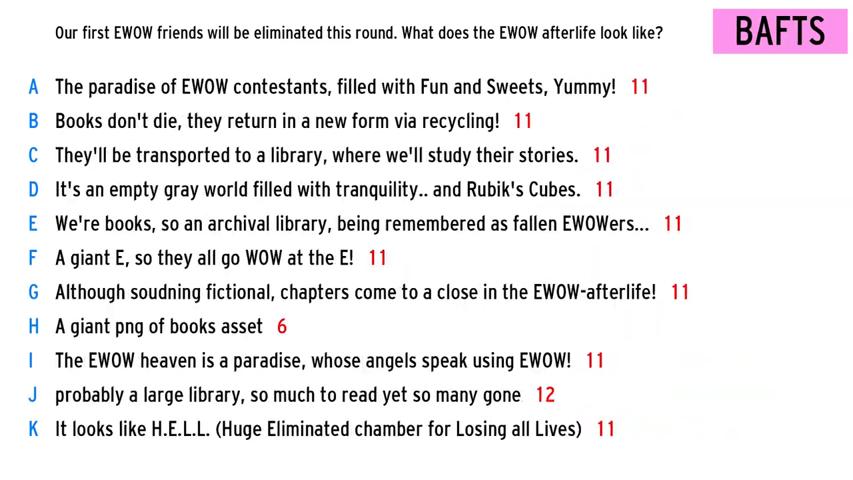 Our first EWOW friends will be eliminated this round. What does the EWOW afterlife look like?
BAFTS
A The paradise of EWOW contestants, filled with Fun and Sweets, Yummy! 11
B Books don't die, they return in a new form via recycling! 11
C They'll be transported to a library, where we'll study their stories. 11
D It's an empty gray world filled with tranquility.. and Rubik's Cubes. 11
E We're books, so an archival library, being remembered as fallen EWOWers... 11
F A giant E, so they all go WOW at the E! 11
G Although soudning fictional, chapters come to a close in the EWOW-afterlife! 11
H A giant png of books asset 6
I The EWOW heaven is a paradise, whose angels speak using EWOW! 11
J probably a large library, so much to read yet so many gone 12
K It looks like H.E.L.L. (Huge Eliminated chamber for Losing all Lives) 11